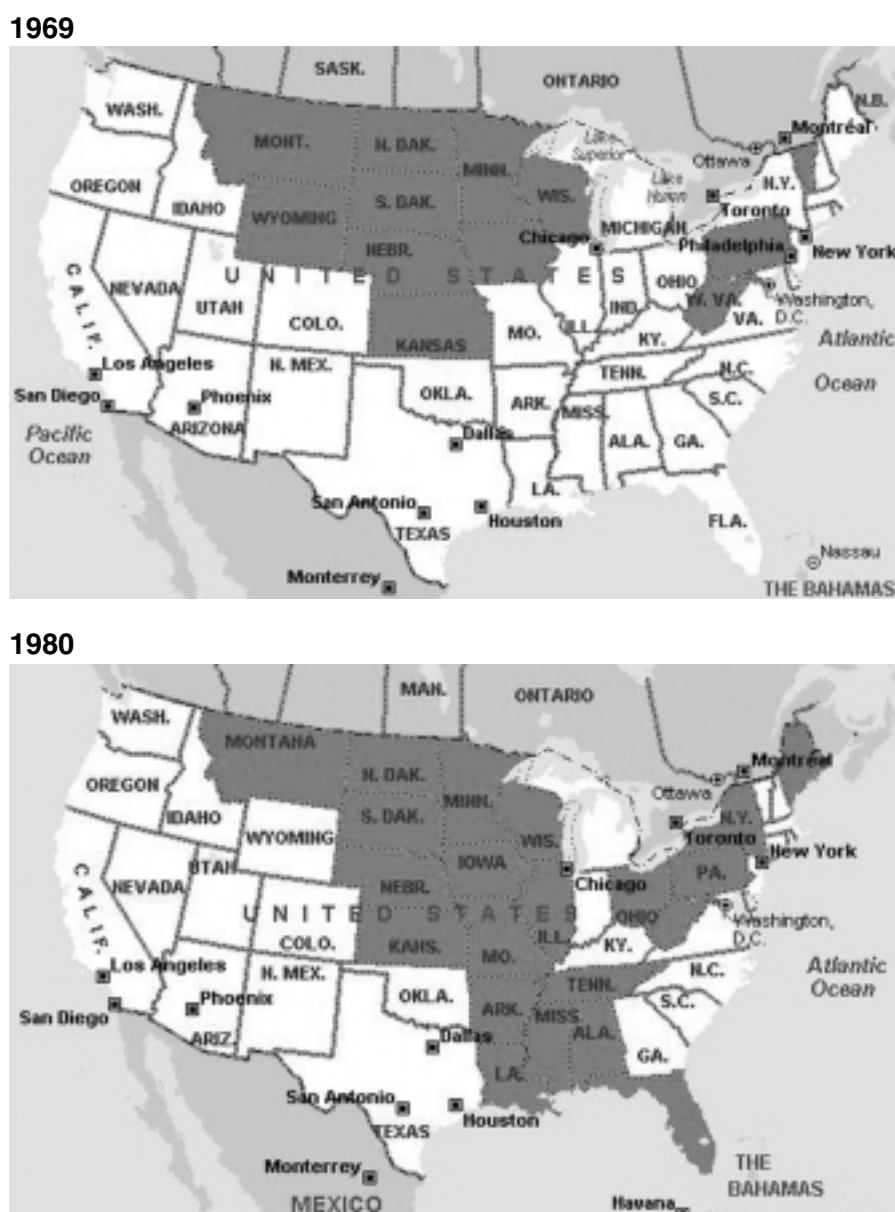 1969
SASK.
ONTARIO
WASH.
N.B.
Montréal
MONT.
N. DAK.
Lake
Superior
Ottawa
MINN.
OREGON
IDAHO
WYOMING
S. DAK.
WIS.
Lake
Huron
N.Y.
Toronto
MICHIGAN
NEBR.
Chicago
Philadelphia
New York
UNITED STATES
NEVADA
UTAH
COLO.
CALIF.
IND.
OHIO
W. VA.
Washington,
D.C.
ILL.
MO.
VA.
KANSAS
KY.
Atlantic
Ocean
Los Angeles
N. MEX.
TENN.
N.C.
San Diego
Phoenix
OKLA.
ARK.
S.C.
MISS.
ARIZONA
Pacific
Ocean
Dallas
ALA.
GA.
LA.
San Antonio
Houston
TEXAS
FLA.
Nassau
Monterrey
THE BAHAMAS
1980
MAN.
ONTARIO
WASH.
MONTANA
Montréal
OREGON
N. DAK.
MINN.
Ottawa
IDAHO
WYOMING
S. DAK.
N.Y.
WIS.
Toronto
New York
UTAH
IOWA
CALIF.
NEVADA
NEBR.
Chicago
PA.
UNITED STATES
OHIO
Washington,
D.C.
COLO.
KANS.
MO.
ILL.
KY.
Los Angeles
N. MEX.
N.C.
Atlantic
Ocean
TENN.
San Diego
Phoenix
OKLA.
ARK.
S.C.
MISS.
ALA.
ARIZ.
Dallas
GA.
LA.
San Antonio
Houston
TEXAS
Monterrey
THE
BAHAMAS
MEXICO
Havana